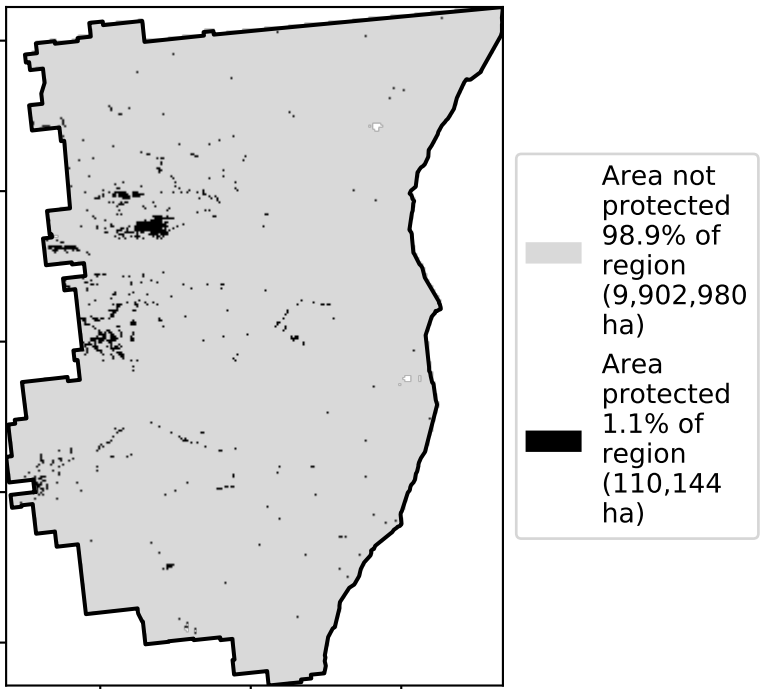 Area not
protected
98.9% of
region
(9,902,980
ha)
Area
protected
1.1% of
region
(110,144
ha)